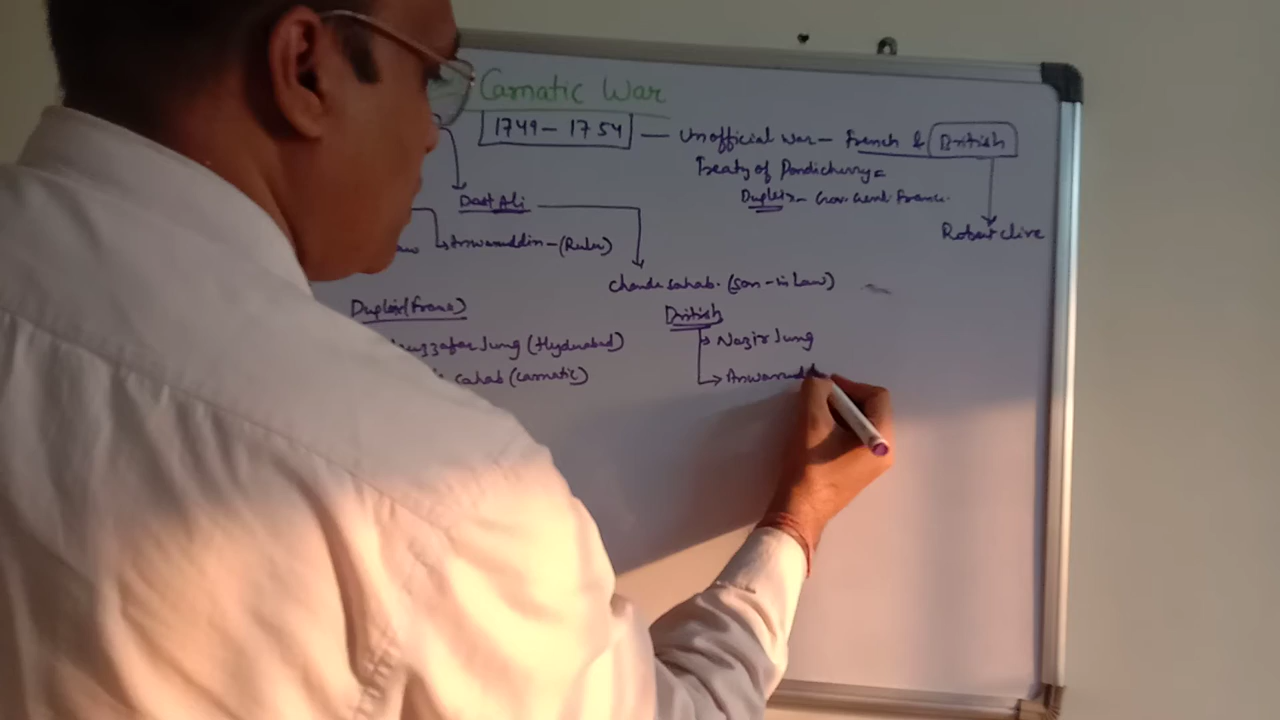 Carnatic War
1749 - 1754 — Unofficial war - French & British
Treaty of Pondicherry =
Dupleix - Gov. Genl. France.
Dost Ali
Robert clive
Anwaruddin - (Ruler)
Chanda Sahab. (Son-in Law)
Dupleix (France)
British
Muzzafar Jung (Hyderabad)
Nazir Jung
Sahab (Carnatic)
Anwarudd